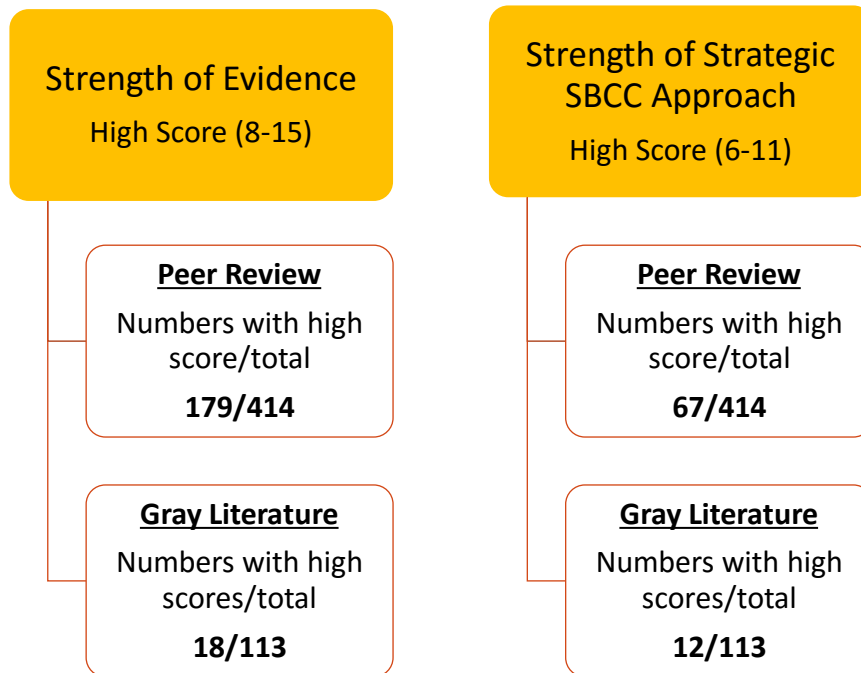 Strength of Evidence
High Score (8-15)
Peer Review
Numbers with high
score/total
179/414
Gray Literature
Numbers with high
scores/total
18/113
Strength of Strategic
SBCC Approach
High Score (6-11)
Peer Review
Numbers with high
score/total
67/414
Gray Literature
Numbers with high
scores/total
12/113